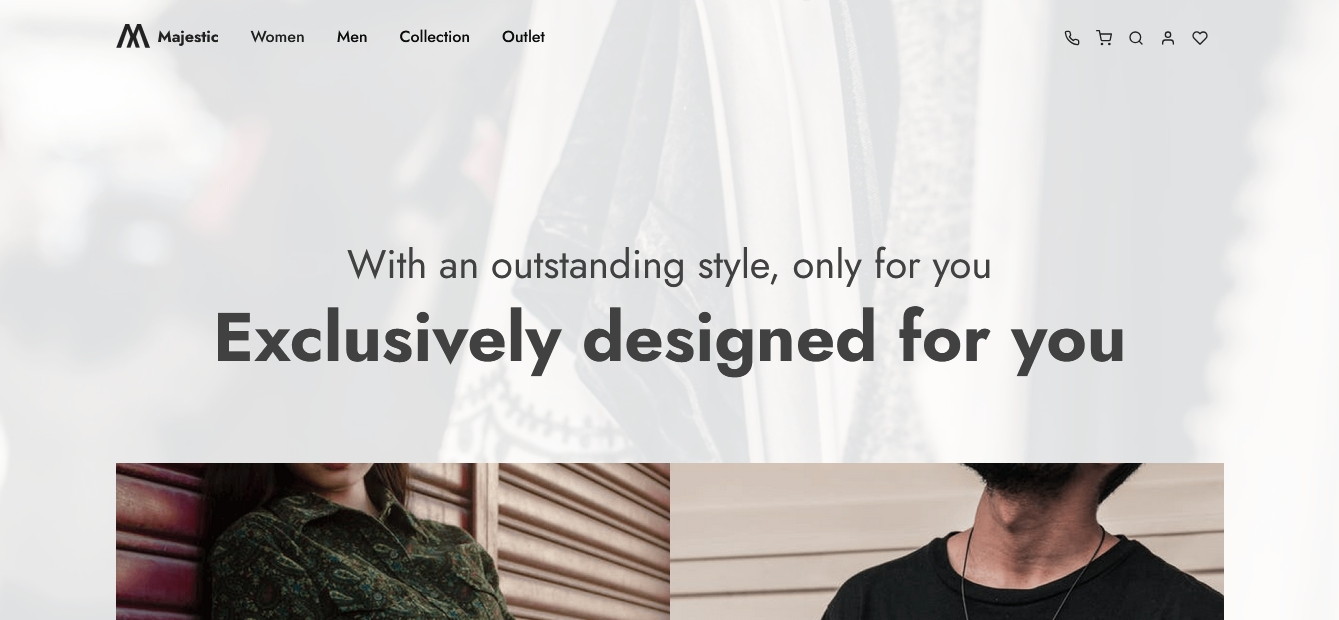 Majestic Women Men Collection Outlet
With an outstanding style, only for you
Exclusively designed for you